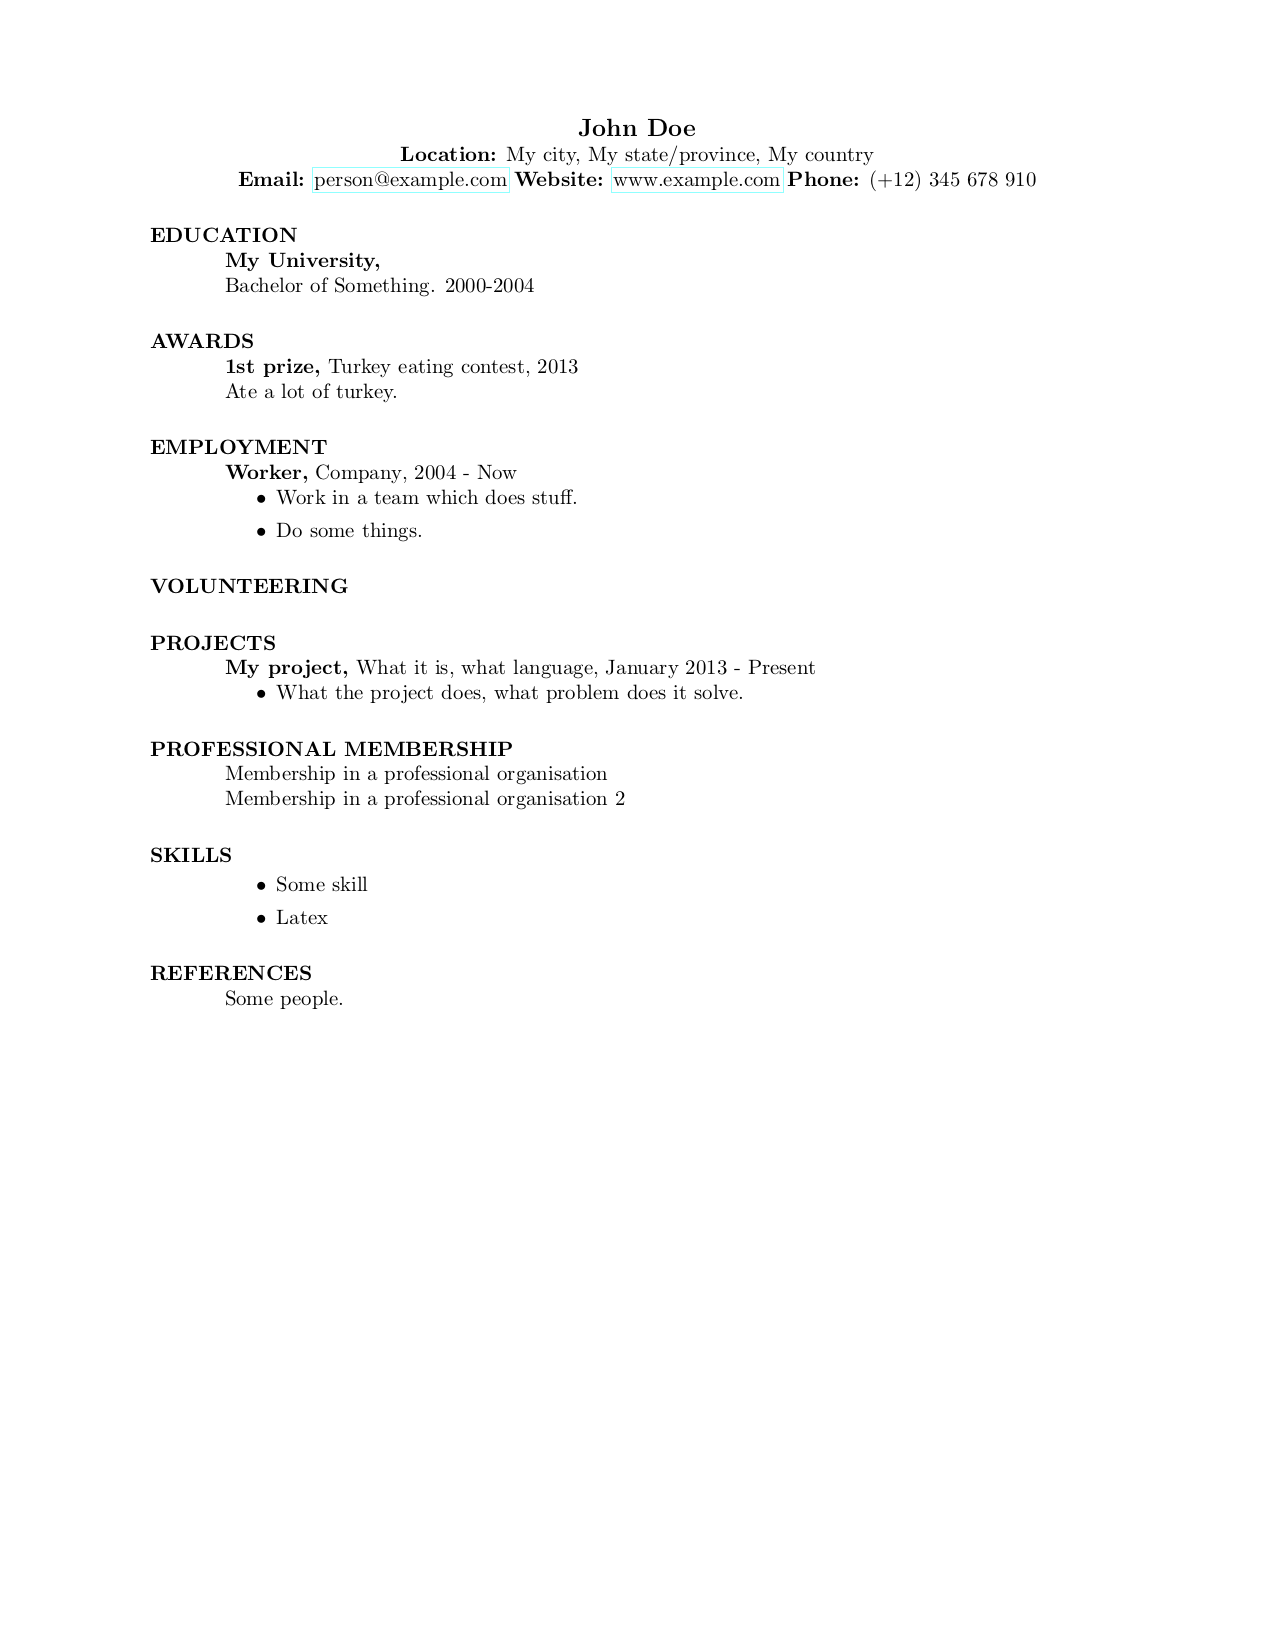 John Doe
Location: My city, My state/province, My country
Email: person@example.com Website: www.example.com Phone: (+12) 345 678 910
EDUCATION
My University,
Bachelor of Something. 2000-2004
AWARDS
1st prize, Turkey eating contest, 2013
Ate a lot of turkey.
EMPLOYMENT
Worker, Company, 2004 - Now
• Work in a team which does stuff.
• Do some things.
VOLUNTEERING
PROJECTS
My project, What it is, what language, January 2013 - Present
• What the project does, what problem does it solve.
PROFESSIONAL MEMBERSHIP
Membership in a professional organisation
Membership in a professional organisation 2
SKILLS
• Some skill
• Latex
REFERENCES
Some people.